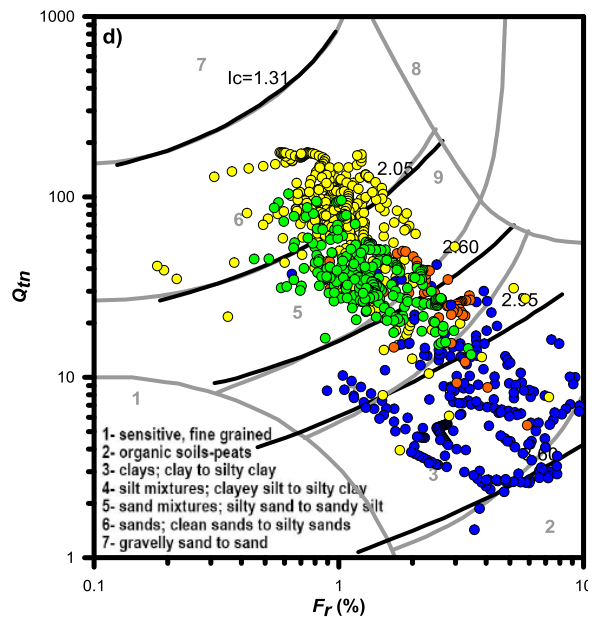 1000
d)
7
8
Ic=1.31
2.05
9
100
6
2.60
Qtn
5
2.95
10
1
1- sensitive, fine grained
2- organic soils-peats
3- clays; clay to silty clay
3
4- silt mixtures; clayey silt to silty clay
5- sand mixtures; silty sand to sandy silt
6- sands; clean sands to silty sands
2
7- gravelly sand to sand
1
0.1
1
10
Fr (%)